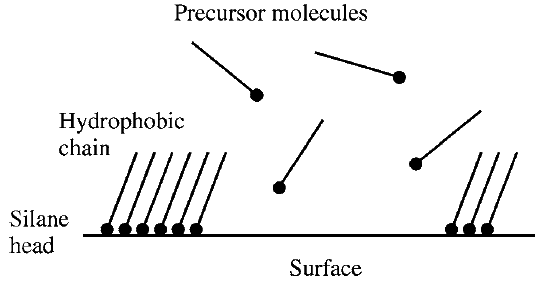 Precursor molecules
Hydrophobic
chain
Silane
head
Surface